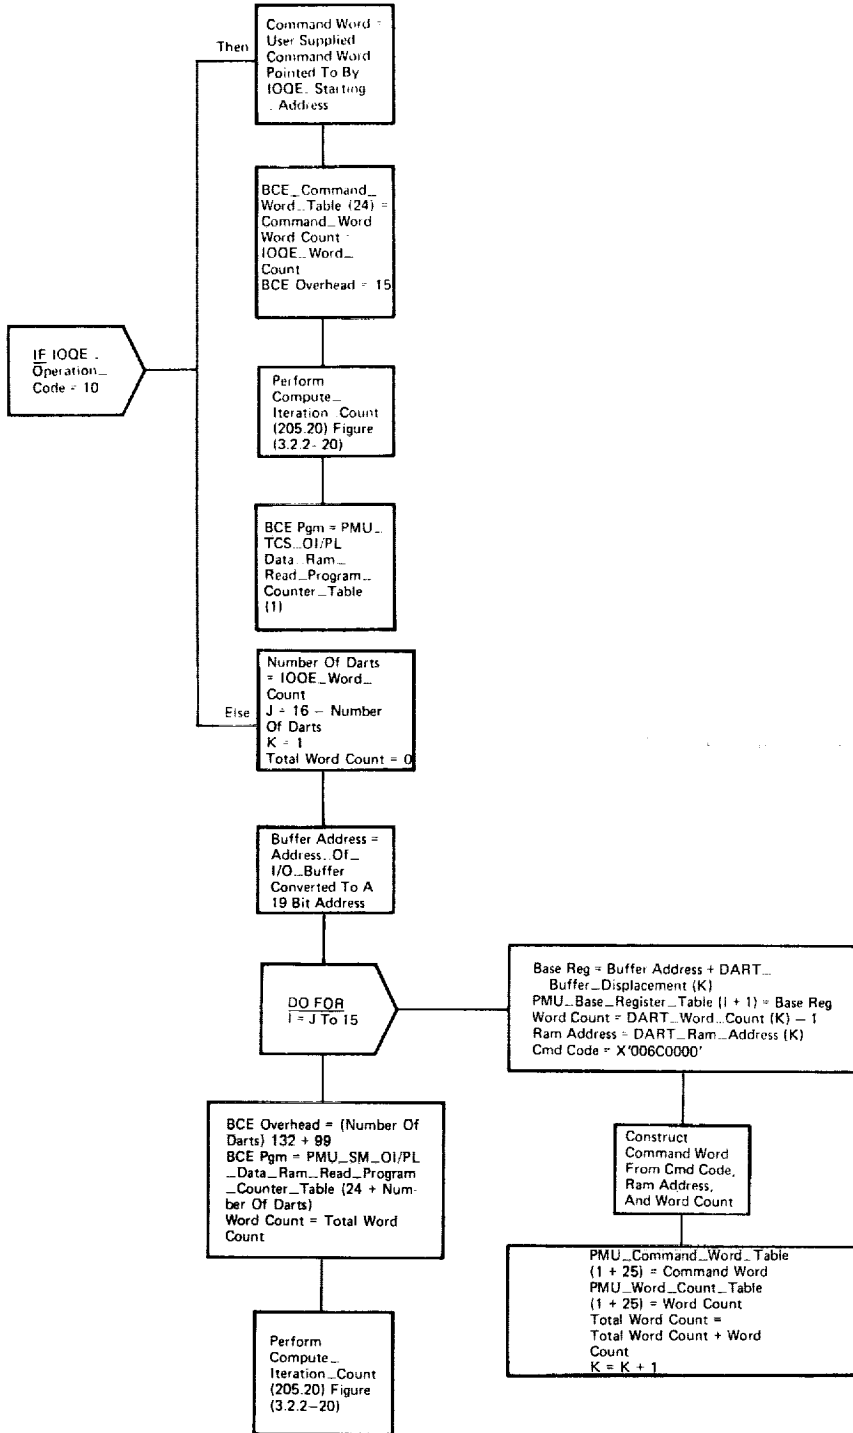 Then
Command Word =
User Supplied
Command Word
Pointed To By
IOQE. Starting
. Address
BCE_Command_
Word_Table (24) =
Command_Word
Word Count =
IOQE_Word_
Count
BCE Overhead = 15
IF IOQE .
Operation_
Code = 10
Perform
Compute_
Iteration_Count
(205.20) Figure
(3.2.2-20)
BCE Pgm = PMU_
TCS_OI/PL
Data_Ram_
Read_Program_
Counter_Table
(1)
Else
Number Of Darts
= IOQE_Word_
Count
J = 16 – Number
Of Darts
K = 1
Total Word Count = 0
Buffer Address =
Address_Of_
I/O_Buffer
Converted To A
19 Bit Address
DO FOR
I = J To 15
Base Reg = Buffer Address + DART_
Buffer_Displacement (K)
PMU_Base_Register_Table (I + 1) = Base Reg
Word Count = DART_Word_Count (K) – 1
Ram Address = DART_Ram_Address (K)
Cmd Code = X'006C0000'
BCE Overhead = (Number Of
Darts) 132 + 99
BCE Pgm = PMU_SM_OI/PL
_Data_Ram_Read_Program
_Counter_Table (24 + Num-
ber Of Darts)
Word Count = Total Word
Count
Construct
Command Word
From Cmd Code,
Ram Address,
And Word Count
PMU_Command_Word_Table
(1 + 25) = Command Word
PMU_Word_Count_Table
(1 + 25) = Word Count
Total Word Count =
Total Word Count + Word
Count
K = K + 1
Perform
Compute_
Iteration_Count
(205.20) Figure
(3.2.2–20)